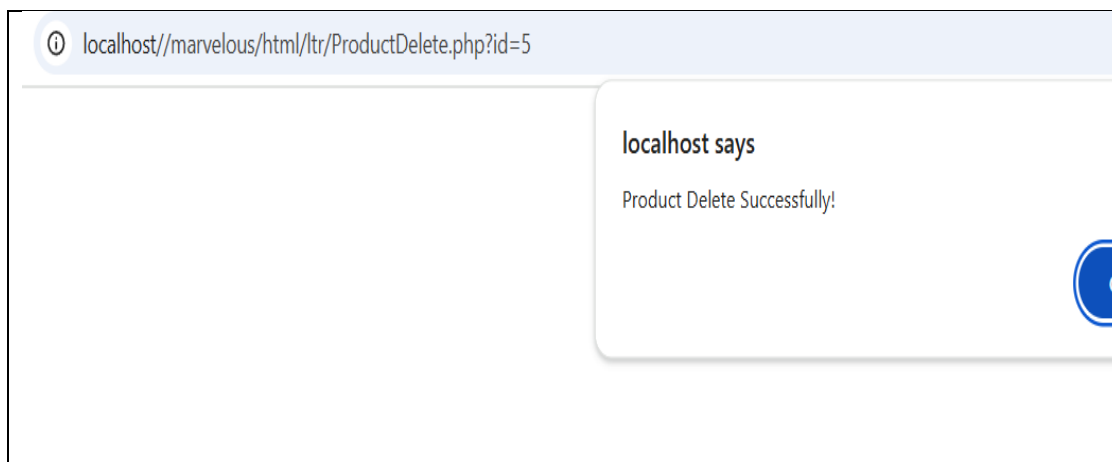 localhost//marvelous/html/ltr/ProductDelete.php?id=5
localhost says
Product Delete Successfully!